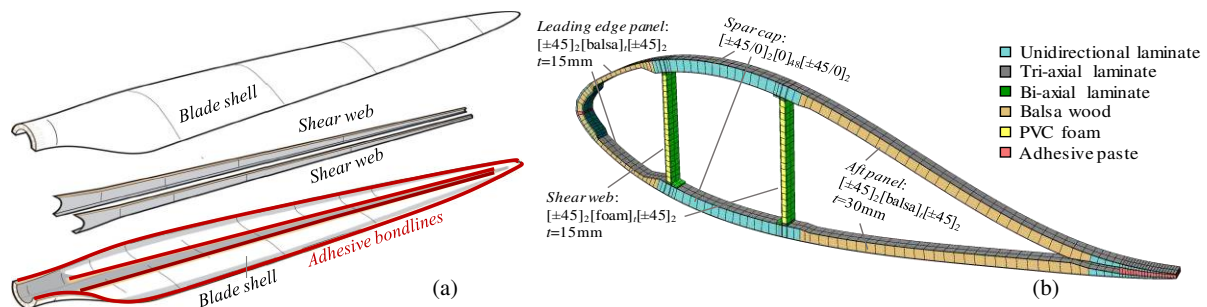 Blade shell
Shear web
Shear web
Adhesive bondlines
Blade shell
(a)
Leading edge panel:
[±45]₂[balsa]ₜ[±45]₂
t=15mm
Spar cap:
[±45/0]₂[0]₄₈[±45/0]₂
Shear web:
[±45]₂[foam]ₜ[±45]₂
t=15mm
Aft panel:
[±45]₂[balsa]ₜ[±45]₂
t=30mm
(b)
Unidirectional laminate
Tri-axial laminate
Bi-axial laminate
Balsa wood
PVC foam
Adhesive paste